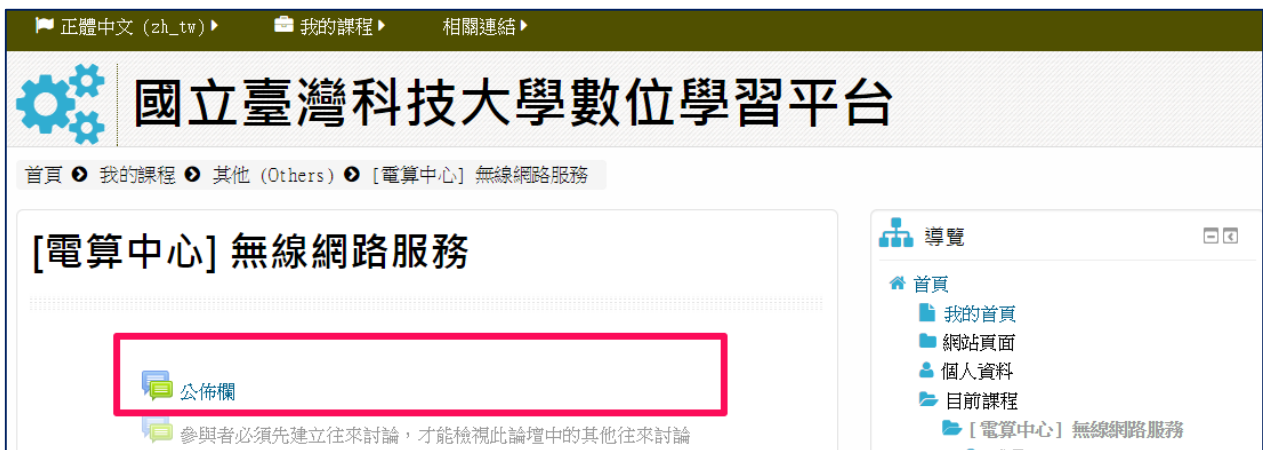 正體中文 (zh_tw) 我的課程 相關連結
國立臺灣科技大學數位學習平台
首頁 我的課程 其他 (Others) [電算中心] 無線網路服務
[電算中心] 無線網路服務
公佈欄
參與者必須先建立往來討論，才能檢視此論壇中的其他往來討論
導覽
首頁
我的首頁
網站頁面
個人資料
目前課程
[電算中心] 無線網路服務